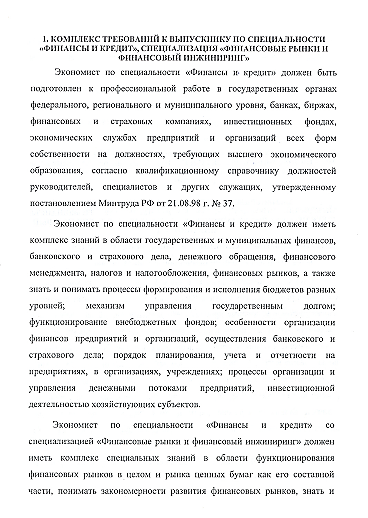 1. КОМПЛЕКС ТРЕБОВАНИЙ К ВЫПУСКНИКУ ПО СПЕЦИАЛЬНОСТИ
«ФИНАНСЫ И КРЕДИТ», СПЕЦИАЛИЗАЦИЯ «ФИНАНСОВЫЕ РЫНКИ И
ФИНАНСОВЫЙ ИНЖИНИРИНГ»
Экономист по специальности «Финансы и кредит» должен быть
подготовлен к профессиональной работе в государственных органах
федерального, регионального и муниципального уровня, банках, биржах,
финансовых и страховых компаниях, инвестиционных фондах,
экономических службах предприятий и организаций всех форм
собственности на должностях, требующих высшего экономического
образования, согласно квалификационному справочнику должностей
руководителей, специалистов и других служащих, утвержденному
постановлением Минтруда РФ от 21.08.98 г. № 37.
Экономист по специальности «Финансы и кредит» должен иметь
комплекс знаний в области государственных и муниципальных финансов,
банковского и страхового дела, денежного обращения, финансового
менеджмента, налогов и налогообложения, финансовых рынков, а также
знать и понимать процессы формирования и исполнения бюджетов разных
уровней; механизм управления государственным долгом;
функционирование внебюджетных фондов; особенности организации
финансов предприятий и организаций, осуществления банковского и
страхового дела; порядок планирования, учета и отчетности на
предприятиях, в организациях, учреждениях; процессы организации и
управления денежными потоками предприятий, инвестиционной
деятельностью хозяйствующих субъектов.
Экономист по специальности «Финансы и кредит» со
специализацией «Финансовые рынки и финансовый инжиниринг» должен
иметь комплекс специальных знаний в области функционирования
финансовых рынков в целом и рынка ценных бумаг как его составной
части, понимать закономерности развития финансовых рынков, знать и